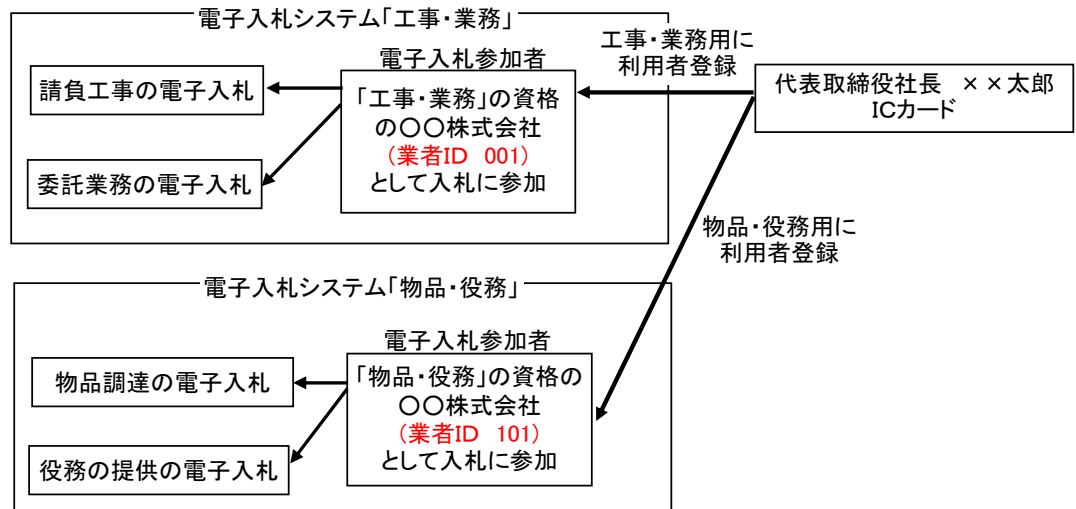 電子入札システム「工事・業務」
電子入札参加者
請負工事の電子入札
委託業務の電子入札
「工事・業務」の資格
の〇〇株式会社
(業者ID 001)
として入札に参加
工事・業務用に
利用者登録
代表取締役社長 ××太郎
ICカード
物品・役務用に
利用者登録
電子入札システム「物品・役務」
電子入札参加者
物品調達の電子入札
役務の提供の電子入札
「物品・役務」の資格の
〇〇株式会社
(業者ID 101)
として入札に参加